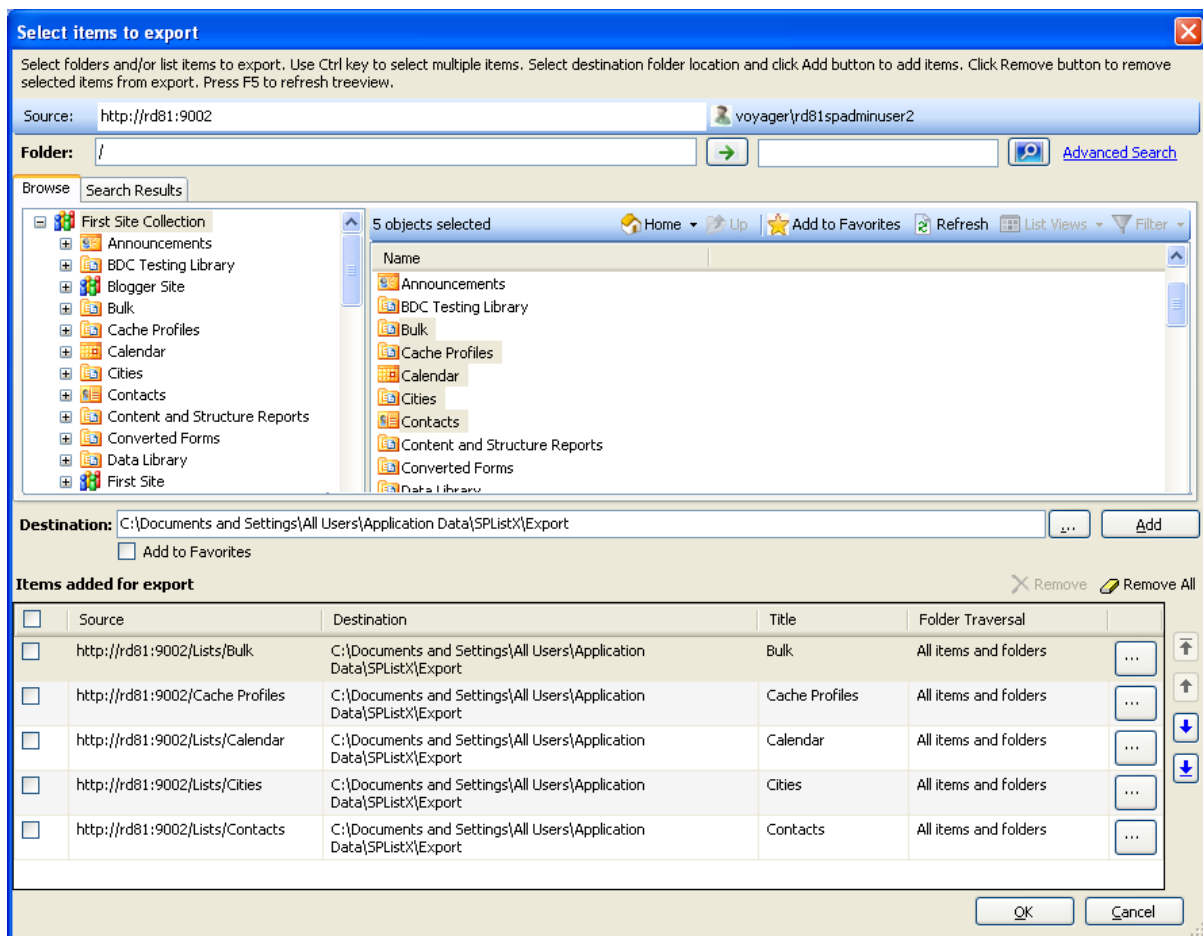 Select items to export
Select folders and/or list items to export. Use Ctrl key to select multiple items. Select destination folder location and click Add button to add items. Click Remove button to remove
selected items from export. Press F5 to refresh treeview.
Source: http://rd81:9002 voyager\rd81spadminuser2
Folder: / Advanced Search
Browse Search Results
First Site Collection
Announcements
BDC Testing Library
Blogger Site
Bulk
Cache Profiles
Calendar
Cities
Contacts
Content and Structure Reports
Converted Forms
Data Library
First Site
5 objects selected Home Up Add to Favorites Refresh List Views Filter
Name
Announcements
BDC Testing Library
Bulk
Cache Profiles
Calendar
Cities
Contacts
Content and Structure Reports
Converted Forms
Data Library
Destination: C:\Documents and Settings\All Users\Application Data\SPListX\Export ... Add
Add to Favorites
Items added for export Remove Remove All
Source Destination Title Folder Traversal
http://rd81:9002/Lists/Bulk C:\Documents and Settings\All Users\Application Bulk All items and folders ...
Data\SPListX\Export
http://rd81:9002/Cache Profiles C:\Documents and Settings\All Users\Application Cache Profiles All items and folders ...
Data\SPListX\Export
http://rd81:9002/Lists/Calendar C:\Documents and Settings\All Users\Application Calendar All items and folders ...
Data\SPListX\Export
http://rd81:9002/Lists/Cities C:\Documents and Settings\All Users\Application Cities All items and folders ...
Data\SPListX\Export
http://rd81:9002/Lists/Contacts C:\Documents and Settings\All Users\Application Contacts All items and folders ...
Data\SPListX\Export
OK Cancel